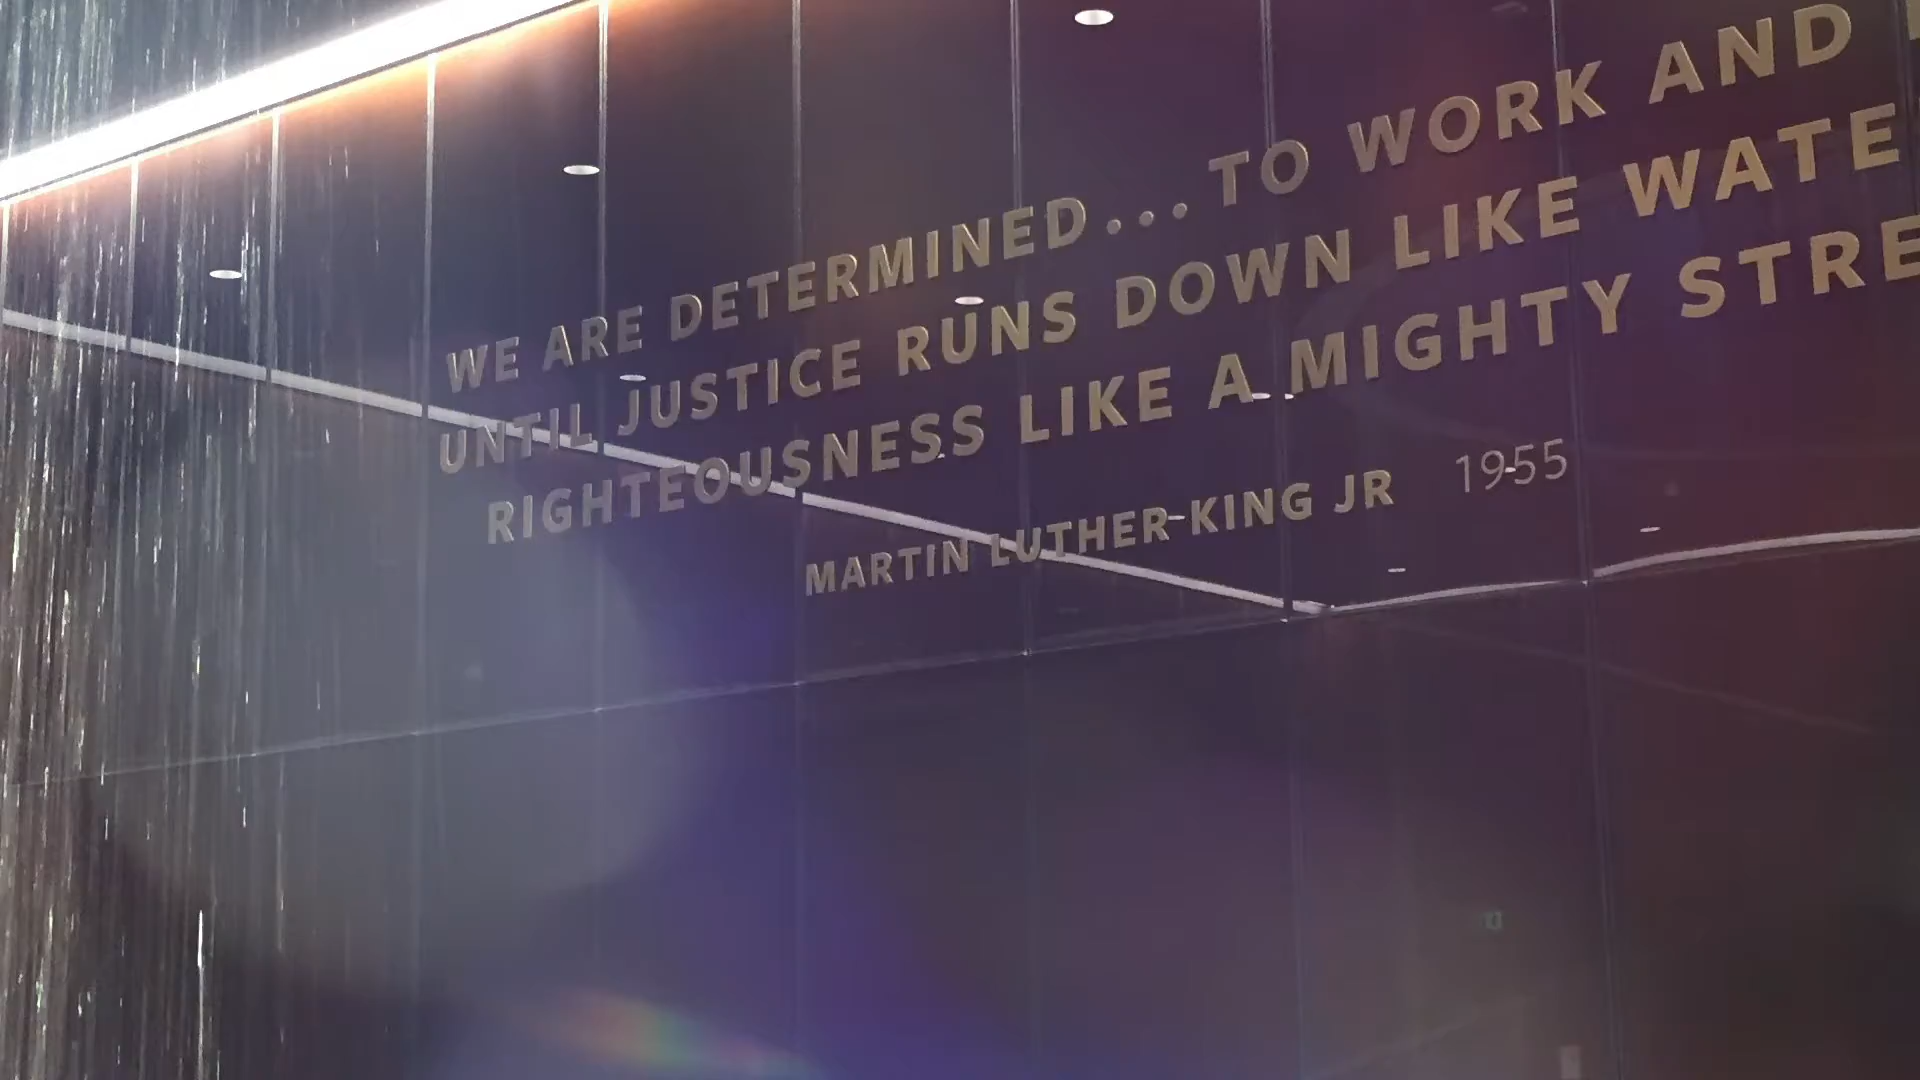 WE ARE DETERMINED...TO WORK AND
UNTIL JUSTICE RUNS DOWN LIKE WATE
RIGHTEOUSNESS LIKE A MIGHTY STRE
MARTIN LUTHER KING JR 1955